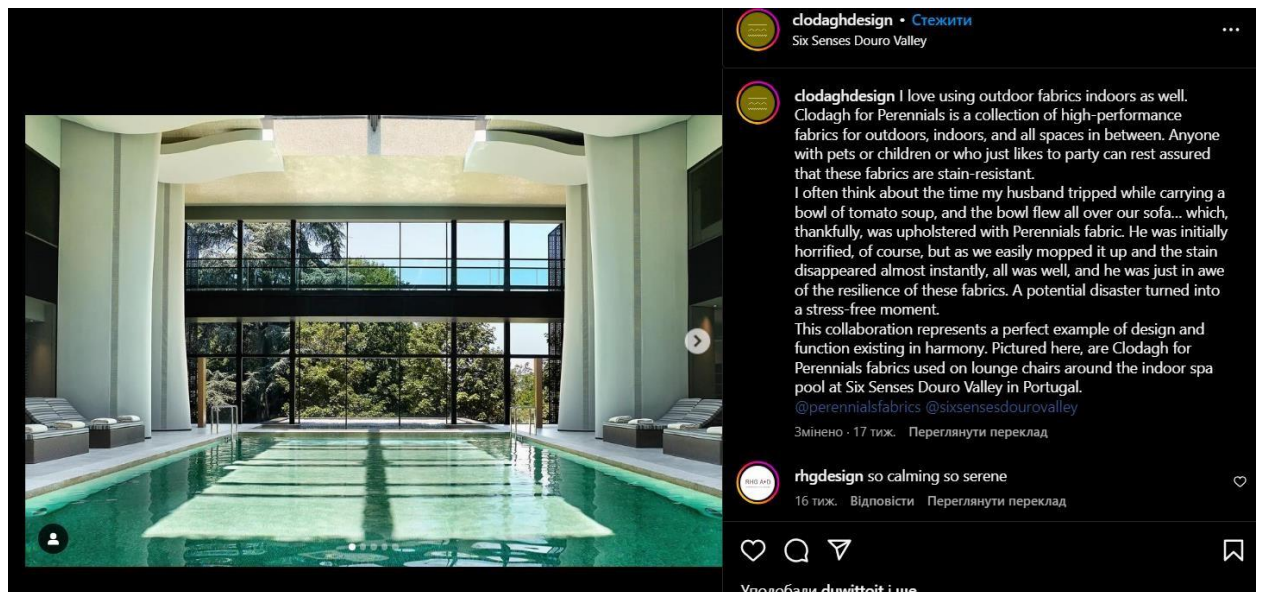 clodaghdesign • Стежити
Six Senses Douro Valley
clodaghdesign I love using outdoor fabrics indoors as well.
Clodagh for Perennials is a collection of high-performance
fabrics for outdoors, indoors, and all spaces in between. Anyone
with pets or children or who just likes to party can rest assured
that these fabrics are stain-resistant.
I often think about the time my husband tripped while carrying a
bowl of tomato soup, and the bowl flew all over our sofa... which,
thankfully, was upholstered with Perennials fabric. He was initially
horrified, of course, but as we easily mopped it up and the stain
disappeared almost instantly, all was well, and he was just in awe
of the resilience of these fabrics. A potential disaster turned into
a stress-free moment.
This collaboration represents a perfect example of design and
function existing in harmony. Pictured here, are Clodagh for
Perennials fabrics used on lounge chairs around the indoor spa
pool at Six Senses Douro Valley in Portugal.
@perennialsfabrics @sixsensesdourovalley
Змінено · 17 тиж. Переглянути переклад
RHG A+D
rhgdesign so calming so serene
16 тиж. Відповісти Переглянути переклад
Уподобали duwittoit і ще